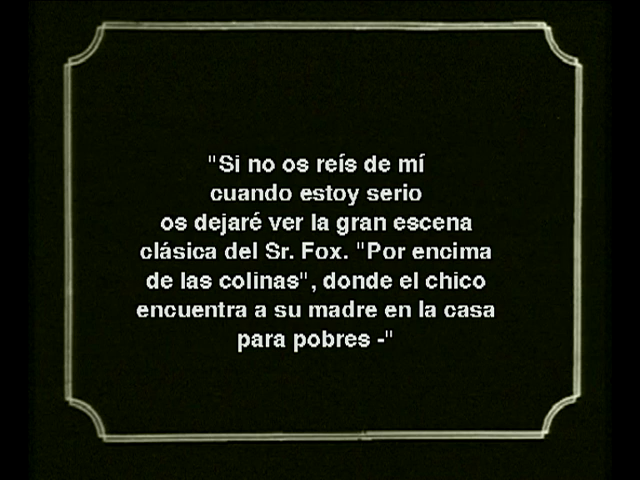 "Si no os reís de mí
cuando estoy serio
os dejaré ver la gran escena
clásica del Sr. Fox. "Por encima
de las colinas", donde el chico
encuentra a su madre en la casa
para pobres -"